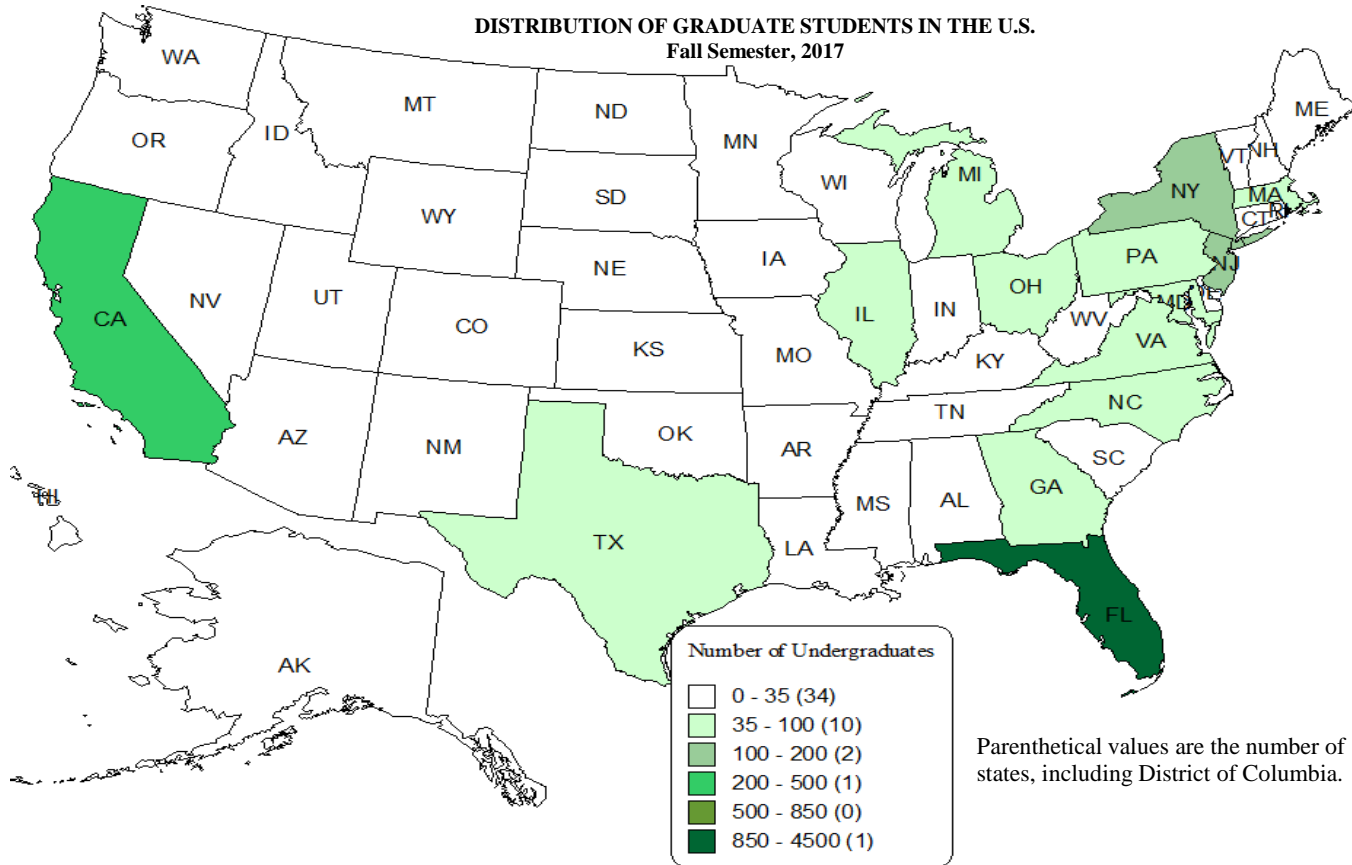 DISTRIBUTION OF GRADUATE STUDENTS IN THE U.S.
Fall Semester, 2017
WA
MT
ND
MN
ME
OR
ID
VT
NH
WI
MI
NY
SD
MA
WY
CT
RI
IA
PA
NE
NJ
NV
UT
OH
IL
IN
MD
CA
CO
WV
VA
KS
MO
KY
NC
TN
AZ
OK
NM
AR
SC
MS
AL
GA
TX
LA
FL
AK
Number of Undergraduates
0 - 35 (34)
35 - 100 (10)
100 - 200 (2)
200 - 500 (1)
500 - 850 (0)
850 - 4500 (1)
Parenthetical values are the number of
states, including District of Columbia.